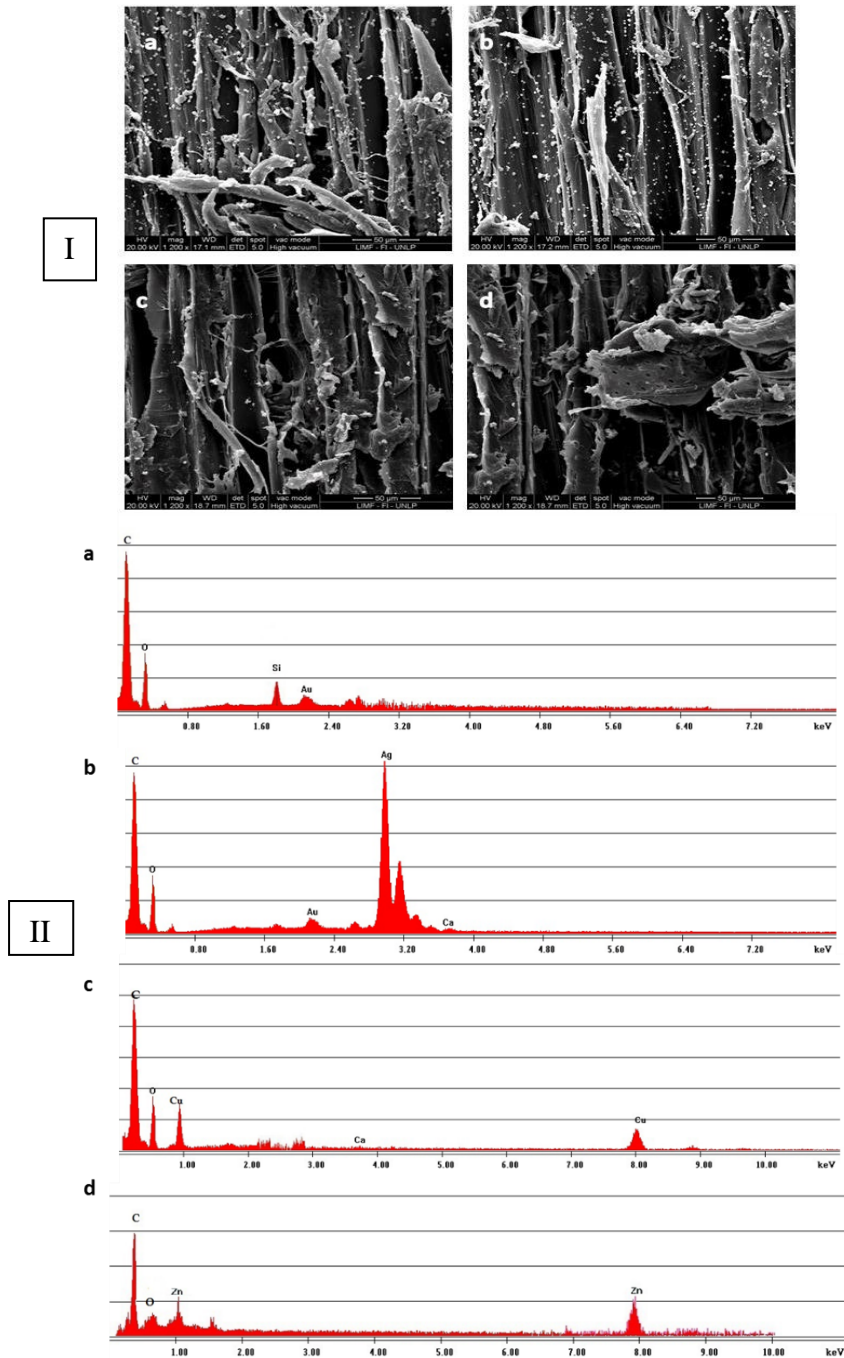 a
b
HV mag WD det spot vac mode 50 µm
20.00 kV 1 200 x 17.1 mm ETD 5.0 High vacuum LIMF - FI - UNLP
HV mag WD det spot vac mode 50 µm
20.00 kV 1 200 x 17.2 mm ETD 5.0 High vacuum LIMF - FI - UNLP
I
c
d
HV mag WD det spot vac mode 50 µm
20.00 kV 1 200 x 18.7 mm ETD 5.0 High vacuum LIMF - FI - UNLP
HV mag WD det spot vac mode 50 µm
20.00 kV 1 200 x 18.7 mm ETD 5.0 High vacuum LIMF - FI - UNLP
a
C
O
Si
Au
0.80 1.60 2.40 3.20 4.00 4.80 5.60 6.40 7.20 keV
b
C
Ag
O
Au
Ca
0.80 1.60 2.40 3.20 4.00 4.80 5.60 6.40 7.20 keV
II
c
C
O
Cu
Ca
Cu
1.00 2.00 3.00 4.00 5.00 6.00 7.00 8.00 9.00 10.00 keV
d
C
O
Zn
Zn
1.00 2.00 3.00 4.00 5.00 6.00 7.00 8.00 9.00 10.00 keV